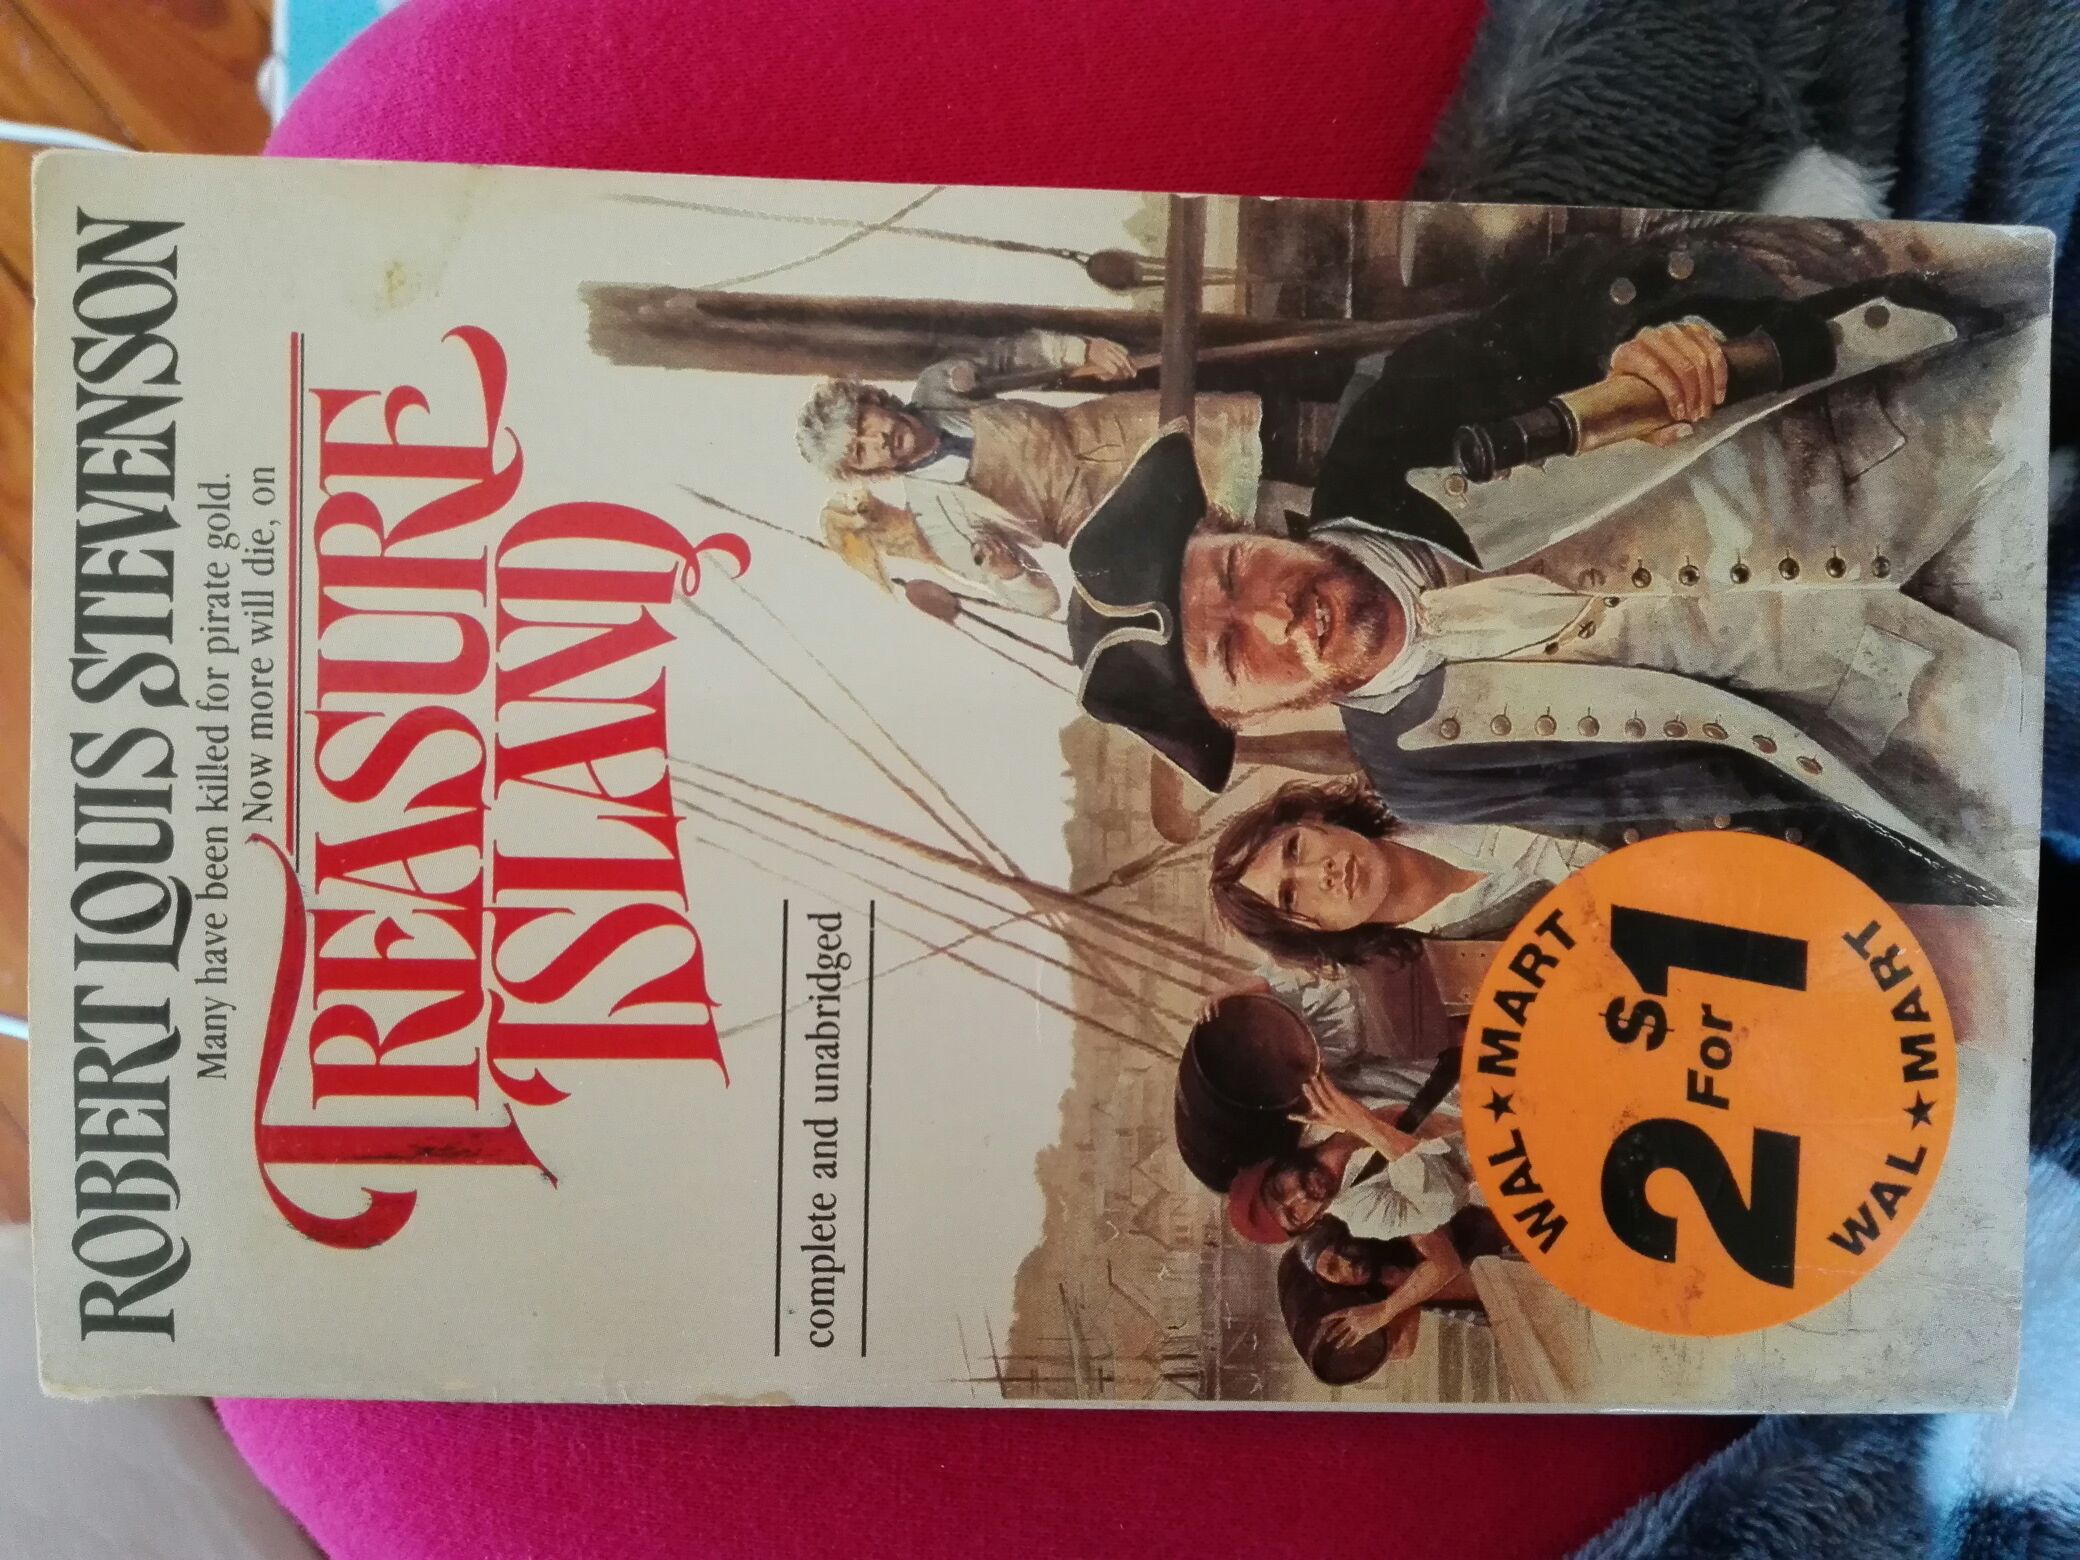 ROBERT LOUIS STEVENSON
Many have been killed for pirate gold.
Now more will die, on
TREASURE
ISLAND
complete and unabridged
WAL★MART
2 For $1
WAL★MART